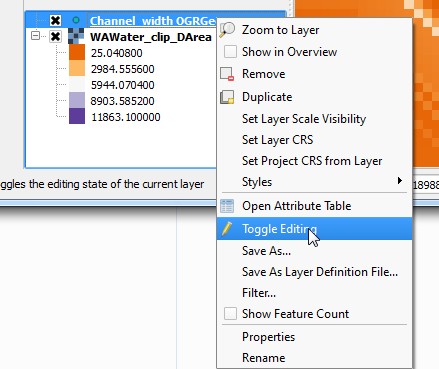 Channel_width OGRGe
WAWater_clip_DArea
25.040800
2984.555600
5944.070400
8903.585200
11863.100000
ggles the editing state of the current layer
Zoom to Layer
Show in Overview
Remove
Duplicate
Set Layer Scale Visibility
Set Layer CRS
Set Project CRS from Layer
Styles
Open Attribute Table
Toggle Editing
Save As...
Save As Layer Definition File...
Filter...
Show Feature Count
Properties
Rename
18988